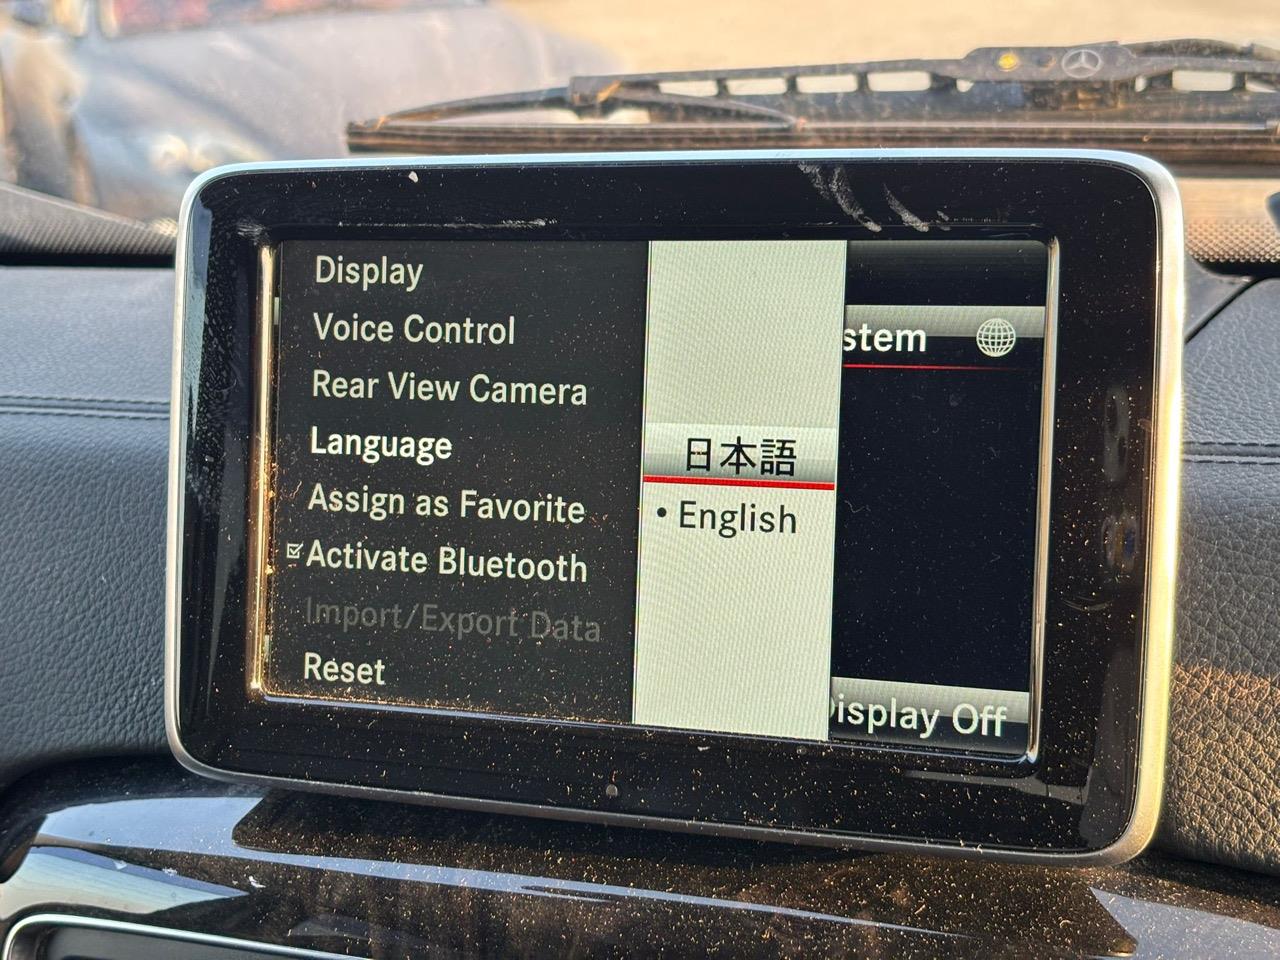 Display
Voice Control
Rear View Camera
Language
Assign as Favorite
Activate Bluetooth
Import/Export Data
Reset
日本語
• English
stem
isplay Off